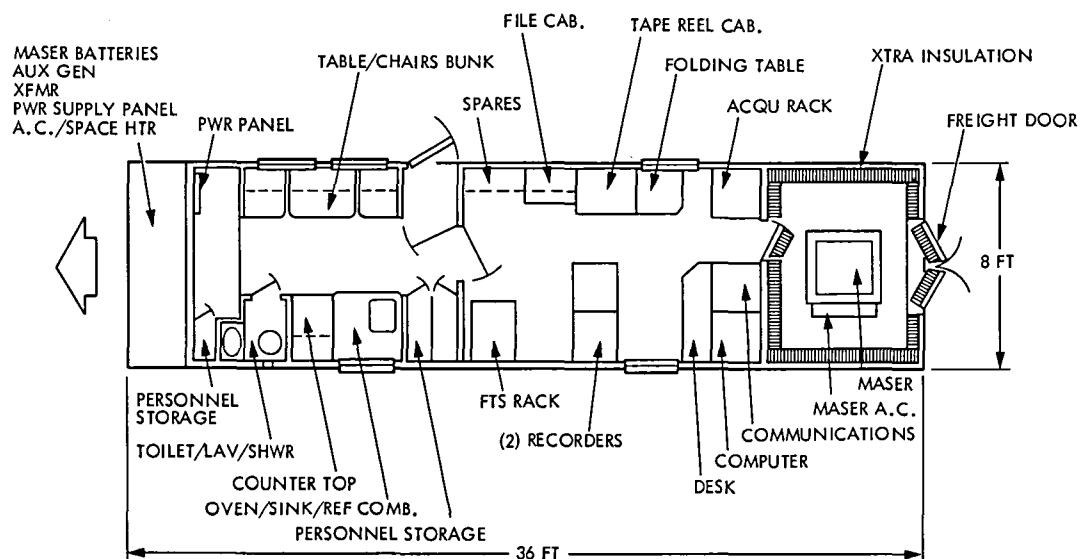 MASER BATTERIES
AUX GEN
XFMR
PWR SUPPLY PANEL
A.C./SPACE HTR
PWR PANEL
TABLE/CHAIRS BUNK
SPARES
FILE CAB.
TAPE REEL CAB.
FOLDING TABLE
ACQU RACK
XTRA INSULATION
FREIGHT DOOR
8 FT
PERSONNEL
STORAGE
TOILET/LAV/SHWR
COUNTER TOP
OVEN/SINK/REF COMB.
PERSONNEL STORAGE
FTS RACK
(2) RECORDERS
DESK
COMPUTER
COMMUNICATIONS
MASER A.C.
MASER
36 FT